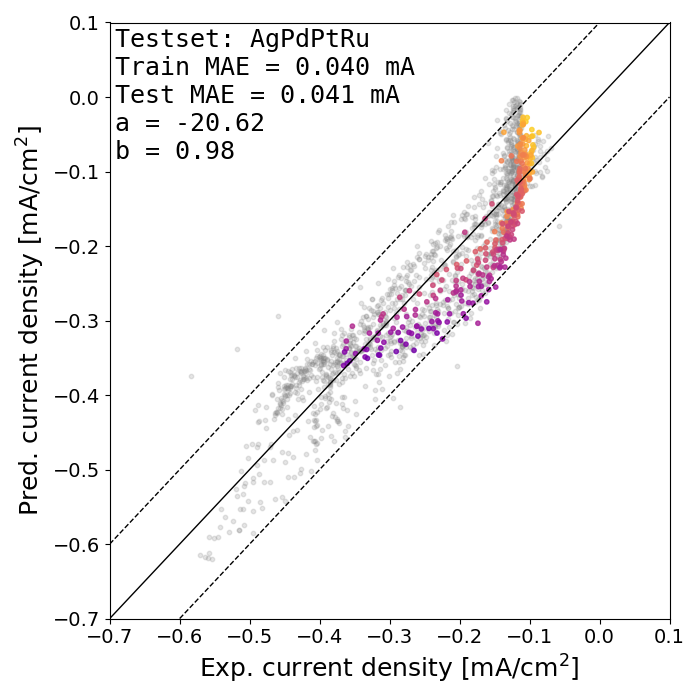 Testset: AgPdPtRu
Train MAE = 0.040 mA
Test MAE = 0.041 mA
a = -20.62
b = 0.98
0.1
0.0
−0.1
−0.2
−0.3
−0.4
−0.5
−0.6
−0.7
Pred. current density [mA/cm²]
−0.7 −0.6 −0.5 −0.4 −0.3 −0.2 −0.1 0.0 0.1
Exp. current density [mA/cm²]